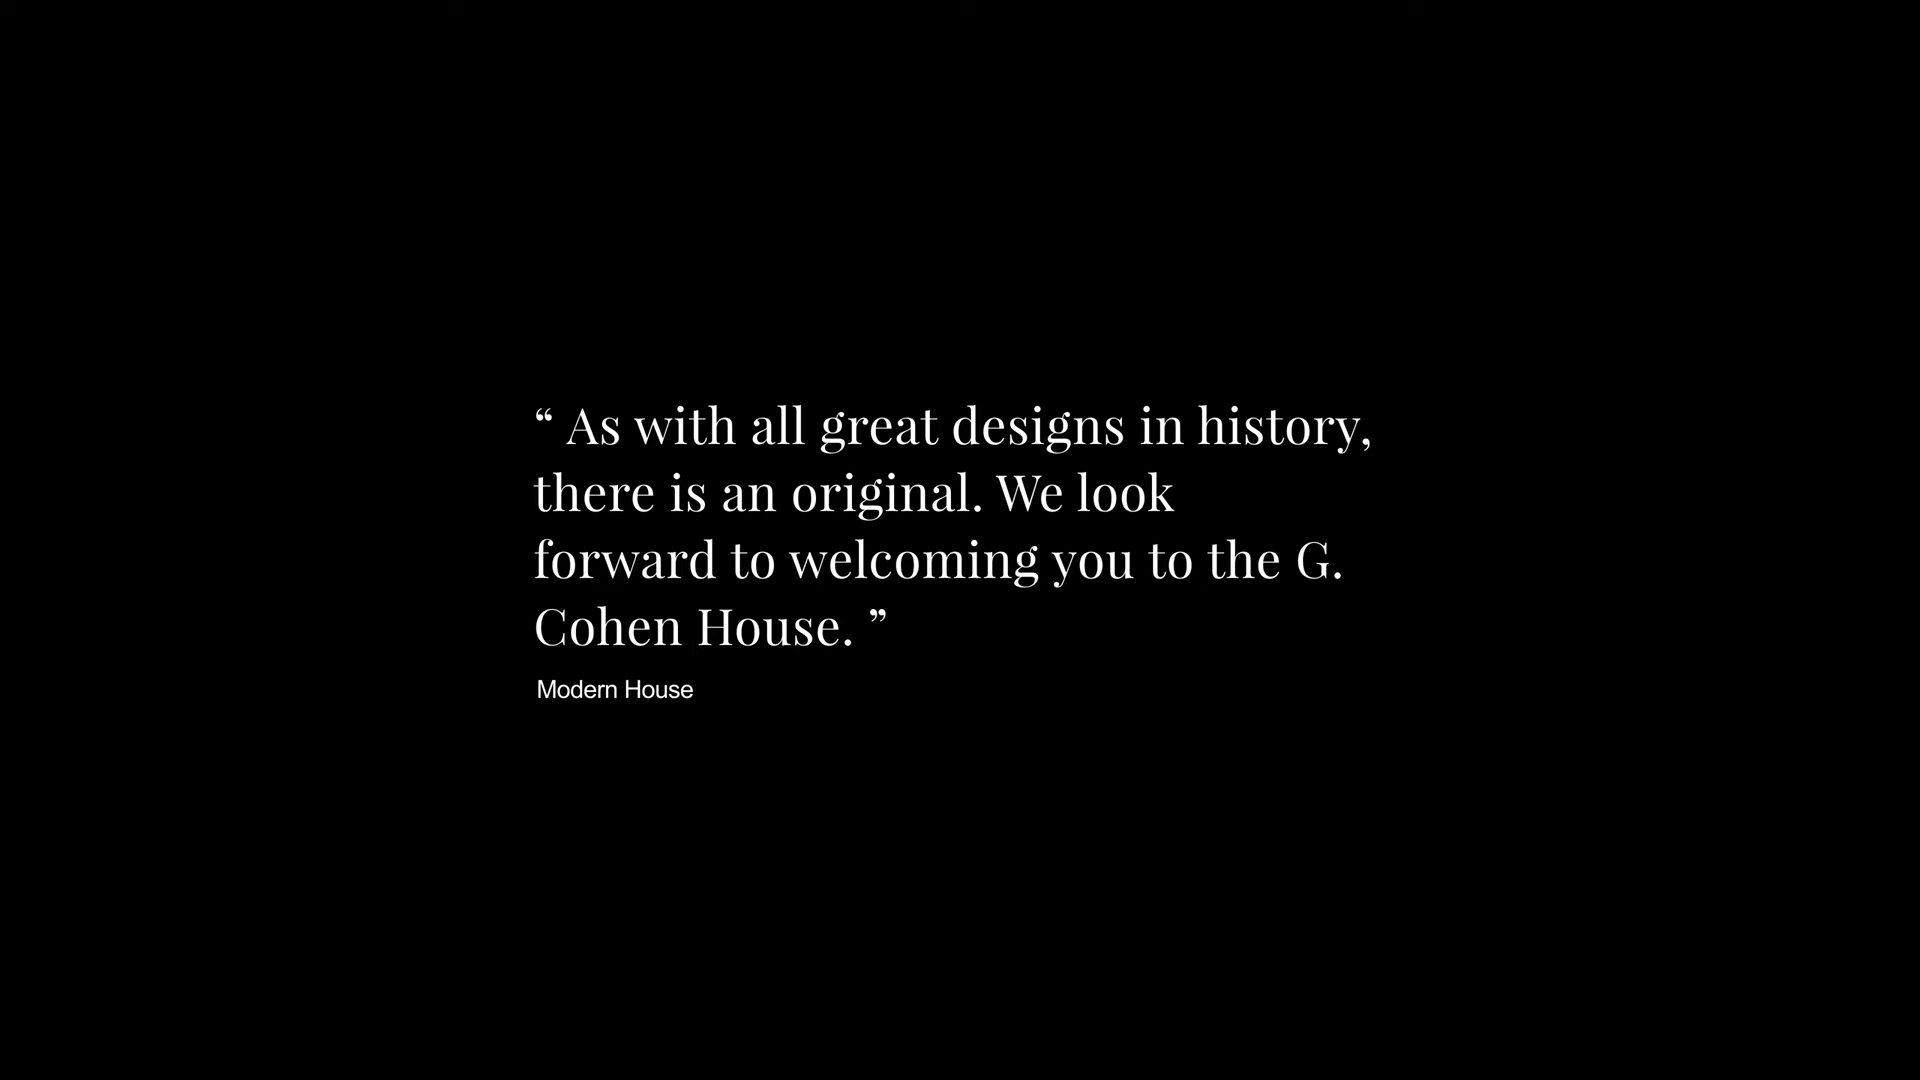 “ As with all great designs in history,
there is an original. We look
forward to welcoming you to the G.
Cohen House. ”
Modern House